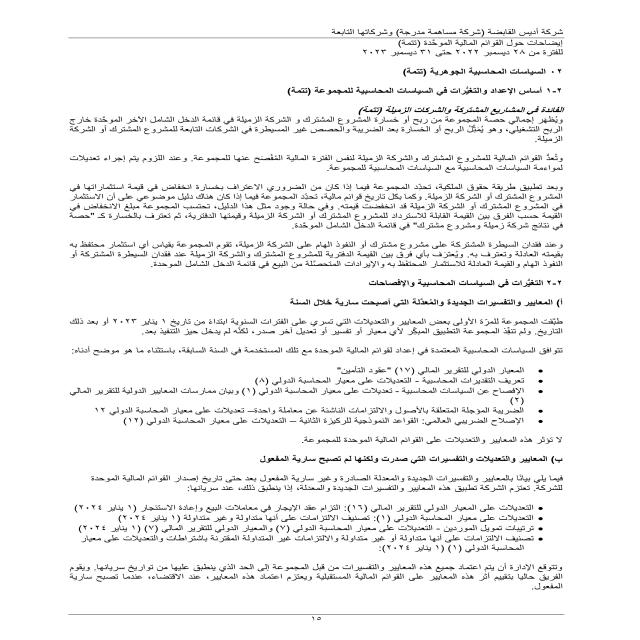 شركة أديس القابضة (شركة مساهمة مدرجة) وشركاتها التابعة
إيضاحات حول القوائم المالية الموحّدة (تتمة)
للفترة من ٢٨ ديسمبر ٢٠٢٢ حتى ٣١ ديسمبر ٢٠٢٣
٠٢ السياسات المحاسبية الجوهرية (تتمة)
٢-١ أساس الإعداد والتغيُّرات في السياسات المحاسبية للمجموعة (تتمة)
الفائدة في المشاريع المشتركة والشركات الزميلة (تتمة)
ويُظهر إجمالي حصة المجموعة من ربح أو خسارة المشروع المشترك و الشركة الزميلة في قائمة الدخل الشامل الآخر الموحّدة خارج
الربح التشغيلي، وهو يُمثِّل الربح أو الخسارة بعد الضريبة والحصص غير المسيطرة في الشركات التابعة للمشروع المشترك أو الشركة
الزميلة.
وتُعدُّ القوائم المالية للمشروع المشترك والشركة الزميلة لنفس الفترة المالية المُفصح عنها للمجموعة. وعند اللزوم يتم إجراء تعديلات
لمواءمة السياسات المحاسبية مع السياسات المحاسبية للمجموعة.
وبعد تطبيق طريقة حقوق الملكية، تحدّد المجموعة فيما إذا كان من الضروري الاعتراف بخسارة انخفاض في قيمة استثماراتها في
المشروع المشترك أو الشركة الزميلة. وكما بكل تاريخ قوائم مالية، تحدّد المجموعة فيما إذا كان هناك دليل موضوعي على أن الاستثمار
في المشروع المشترك أو الشركة الزميلة قد انخفضت قيمته. وفي حالة وجود مثل هذا الدليل، تحتسب المجموعة مبلغ الانخفاض في
القيمة حسب الفرق بين القيمة القابلة للاسترداد للمشروع المشترك أو الشركة الزميلة وقيمتها الدفترية، ثم تعترف بالخسارة كـ "حصة
في نتائج شركة زميلة ومشروع مشترك" في قائمة الدخل الشامل الموحّدة.
وعند فقدان السيطرة المشتركة على مشروع مشترك أو النفوذ الهام على الشركة الزميلة، تقوم المجموعة بقياس أي استثمار محتفظ به
بقيمته العادلة وتعترف به. ويُعترف بأي فرق بين القيمة الدفترية للمشروع المشترك والشركة الزميلة عند فقدان السيطرة المشتركة أو
النفوذ الهام والقيمة العادلة للاستثمار المحتفظ به والإيرادات المتحصّلة من البيع في قائمة الدخل الشامل الموحدة.
٢-٢ التغيُّرات في السياسات المحاسبية والإفصاحات
أ) المعايير والتفسيرات الجديدة والمُعدّلة التي أصبحت سارية خلال السنة
طبّقت المجموعة للمرّة الأولى بعض المعايير والتعديلات التي تسري على الفترات السنوية ابتداءً من تاريخ ١ يناير ٢٠٢٣ أو بعد ذلك
التاريخ. ولم تنفّذ المجموعة التطبيق المبكّر لأي معيار أو تفسير أو تعديل آخر صدر، لكنّه لم يدخل حيز التنفيذ بعد.
تتوافق السياسات المحاسبية المعتمدة في إعداد لقوائم المالية الموحدة مع تلك المستخدمة في السنة السابقة، باستثناء ما هو موضح أدناه:
• المعيار الدولي للتقرير المالي (١٧) "عقود التأمين"
• تعريف التقديرات المحاسبية - التعديلات على معيار المحاسبة الدولي (٨)
• الإفصاح عن السياسات المحاسبية - تعديلات على معيار المحاسبة الدولي (١) وبيان ممارسات المعايير الدولية للتقرير المالي
(٢)
• الضريبة المؤجلة المتعلقة بالأصول والالتزامات الناشئة عن معاملة واحدة– تعديلات على معيار المحاسبة الدولي ١٢
• الإصلاح الضريبي العالمي: القواعد النموذجية للركيزة الثانية – التعديلات على معيار المحاسبة الدولي (١٢)
لا تؤثر هذه المعايير والتعديلات على القوائم المالية الموحدة للمجموعة.
ب) المعايير والتعديلات والتفسيرات التي صدرت ولكنها لم تصبح سارية المفعول
فيما يلي بيانًا بالمعايير والتفسيرات الجديدة والمعدلة الصادرة وغير سارية المفعول بعد حتى تاريخ إصدار القوائم المالية الموحدة
للشركة. تعتزم الشركة تطبيق هذه المعايير والتفسيرات الجديدة والمعدلة، إذا ينطبق ذلك، عند سريانها:
• التعديلات على المعيار الدولي للتقرير المالي (١٦): التزام عقد الإيجار في معاملات البيع وإعادة الاستئجار (١ يناير ٢٠٢٤)
• التعديلات على معيار المحاسبة الدولي (١): تصنيف الالتزامات على أنها متداولة وغير متداولة (١ يناير ٢٠٢٤)
• ترتيبات تمويل الموردين - التعديلات على معيار المحاسبة الدولي (٧) والمعيار الدولي للتقرير المالي (٧) (١ يناير ٢٠٢٤)
• تصنيف الالتزامات على أنها متداولة أو غير متداولة والالتزامات غير المتداولة المقترنة باشتراطات والتعديلات على معيار
المحاسبة الدولي (١) (١ يناير ٢٠٢٤):
وتتوقع الإدارة أن يتم اعتماد جميع هذه المعايير والتفسيرات من قبل المجموعة إلى الحد الذي ينطبق عليها من تواريخ سريانها. ويقوم
الفريق حاليا بتقييم أثر هذه المعايير على القوائم المالية المستقبلية ويعتزم اعتماد هذه المعايير، عند الاقتضاء، عندما تصبح سارية
المفعول.
١٥